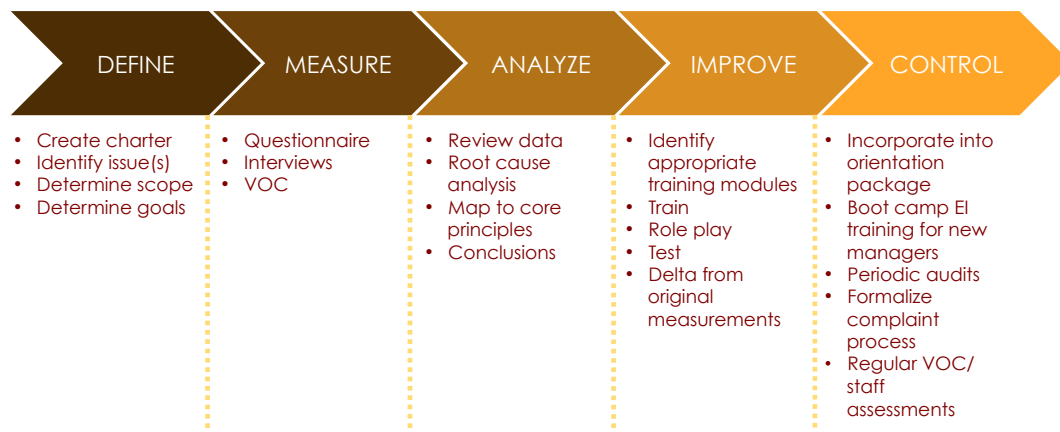 DEFINE
MEASURE
ANALYZE
IMPROVE
CONTROL
• Create charter
• Identify issue(s)
• Determine scope
• Determine goals
• Questionnaire
• Interviews
• VOC
• Review data
• Root cause
analysis
• Map to core
principles
• Conclusions
• Identify
appropriate
training modules
• Train
• Role play
• Test
• Delta from
original
measurements
• Incorporate into
orientation
package
• Boot camp EI
training for new
managers
• Periodic audits
• Formalize
complaint
process
• Regular VOC/
staff
assessments